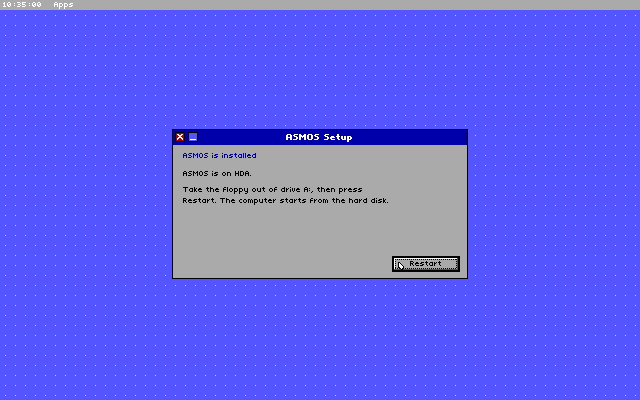 10:35:00 Apps
ASMOS Setup
ASMOS is installed
ASMOS is on HDA.
Take the floppy out of drive A:, then press
Restart. The computer starts from the hard disk.
Restart